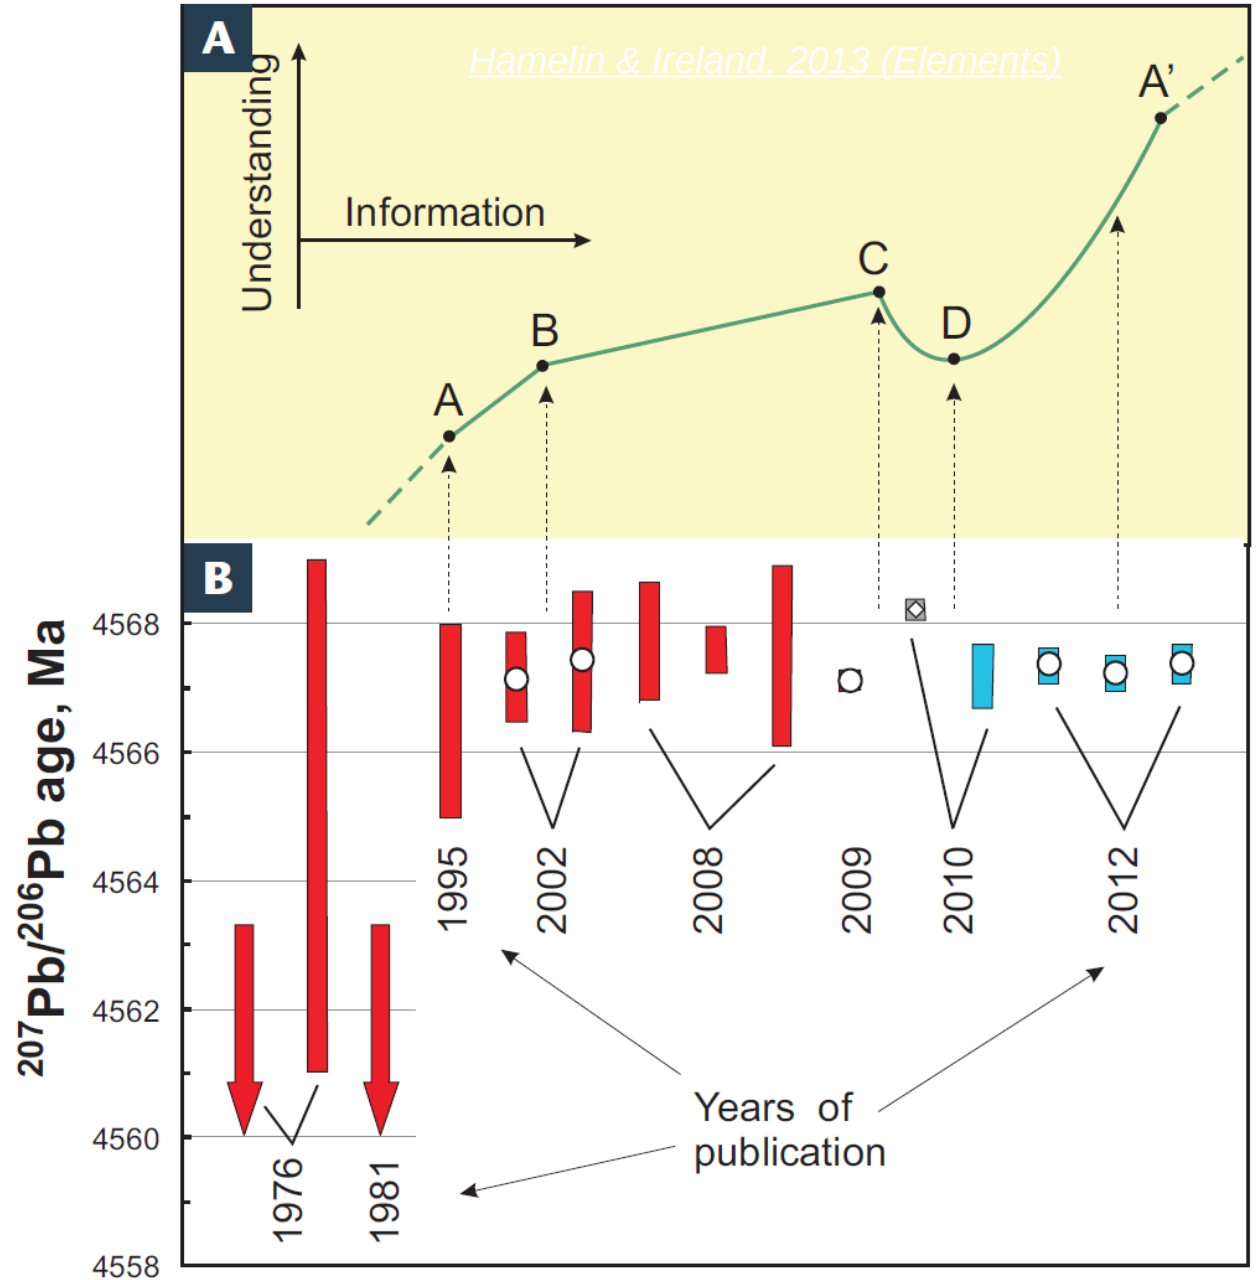 A
Hamelin & Ireland, 2013 (Elements)
Understanding
Information
A
B
C
D
A’
B
207Pb/206Pb age, Ma
4568
4566
4564
4562
4560
4558
1976
1981
1995
2002
2008
2009
2010
2012
Years of
publication